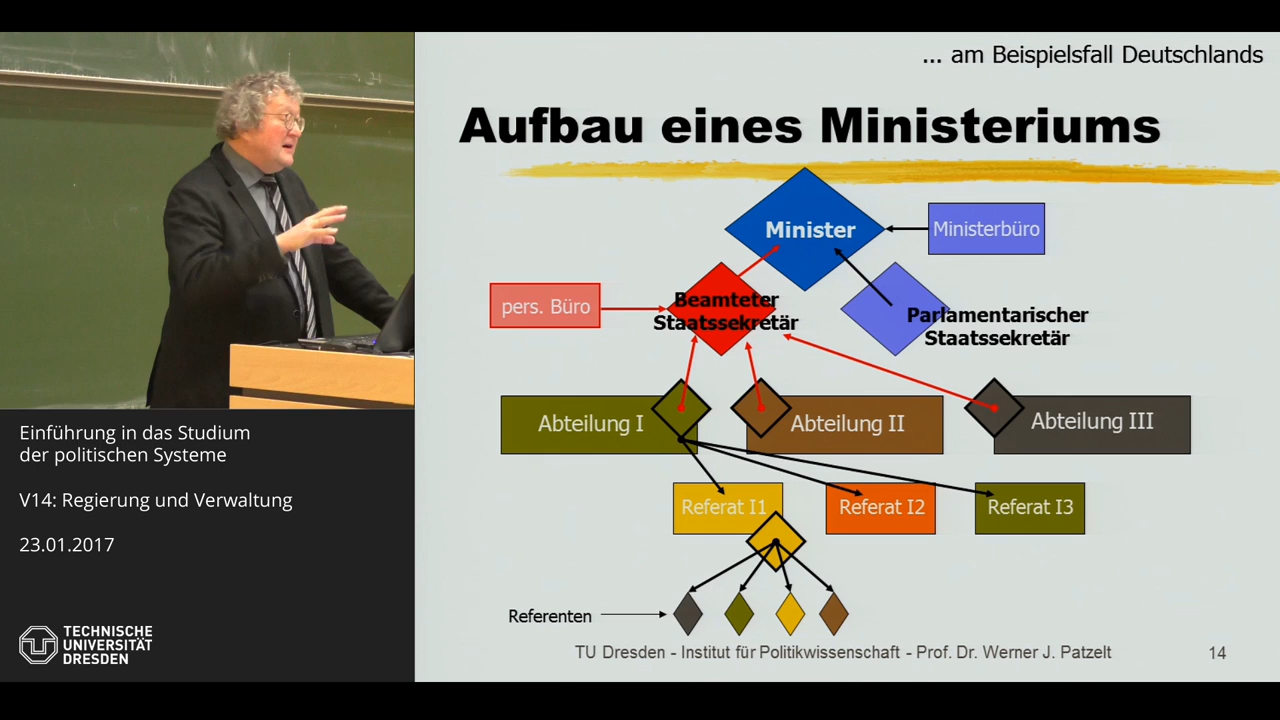 ... am Beispielsfall Deutschlands
Aufbau eines Ministeriums
Minister
Ministerbüro
pers. Büro
Beamteter
Staatssekretär
Parlamentarischer
Staatssekretär
Abteilung I
Abteilung II
Abteilung III
Referat I1
Referat I2
Referat I3
Referenten
TU Dresden - Institut für Politikwissenschaft - Prof. Dr. Werner J. Patzelt
14
Einführung in das Studium
der politischen Systeme
V14: Regierung und Verwaltung
23.01.2017
TECHNISCHE
UNIVERSITÄT
DRESDEN